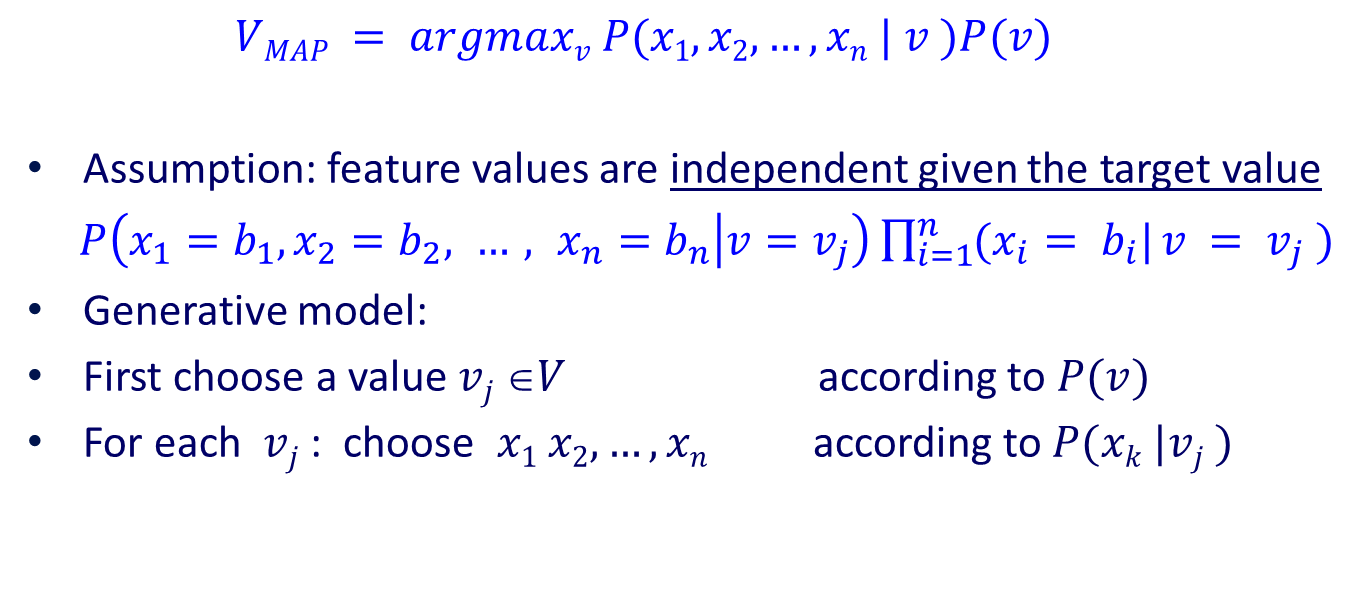 V_MAP = argmax_v P(x_1, x_2, …, x_n | v )P(v)
• Assumption: feature values are independent given the target value
P(x_1 = b_1, x_2 = b_2, … , x_n = b_n|v = v_j) ∏_{i=1}^{n}(x_i = b_i| v = v_j )
• Generative model:
• First choose a value v_j ∈V according to P(v)
• For each v_j : choose x_1 x_2, …, x_n according to P(x_k |v_j )